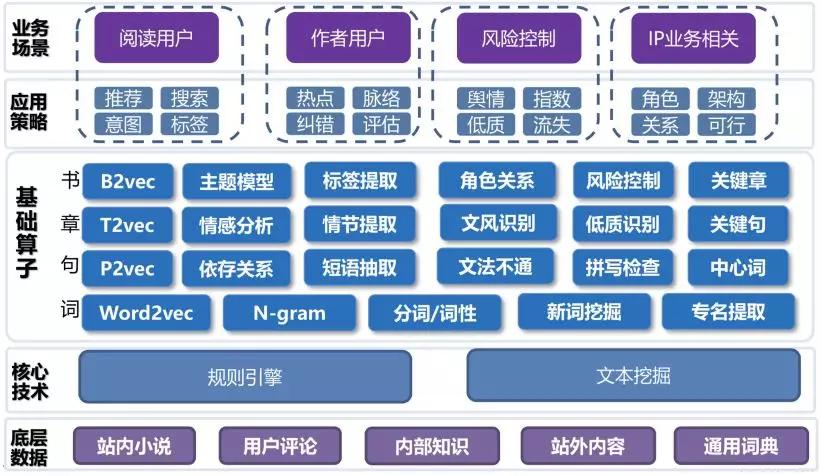 业务场景
阅读用户 作者用户 风险控制 IP业务相关
应用策略
推荐 搜索 热点 脉络 舆情 指数 角色 架构
意图 标签 纠错 评估 低质 流失 关系 可行
基础算子
书 B2vec 主题模型 标签提取 角色关系 风险控制 关键章
章 T2vec 情感分析 情节提取 文风识别 低质识别 关键句
句 P2vec 依存关系 短语抽取 文法不通 拼写检查 中心词
词 Word2vec N-gram 分词/词性 新词挖掘 专名提取
核心技术
规则引擎 文本挖掘
底层数据
站内小说 用户评论 内部知识 站外内容 通用词典